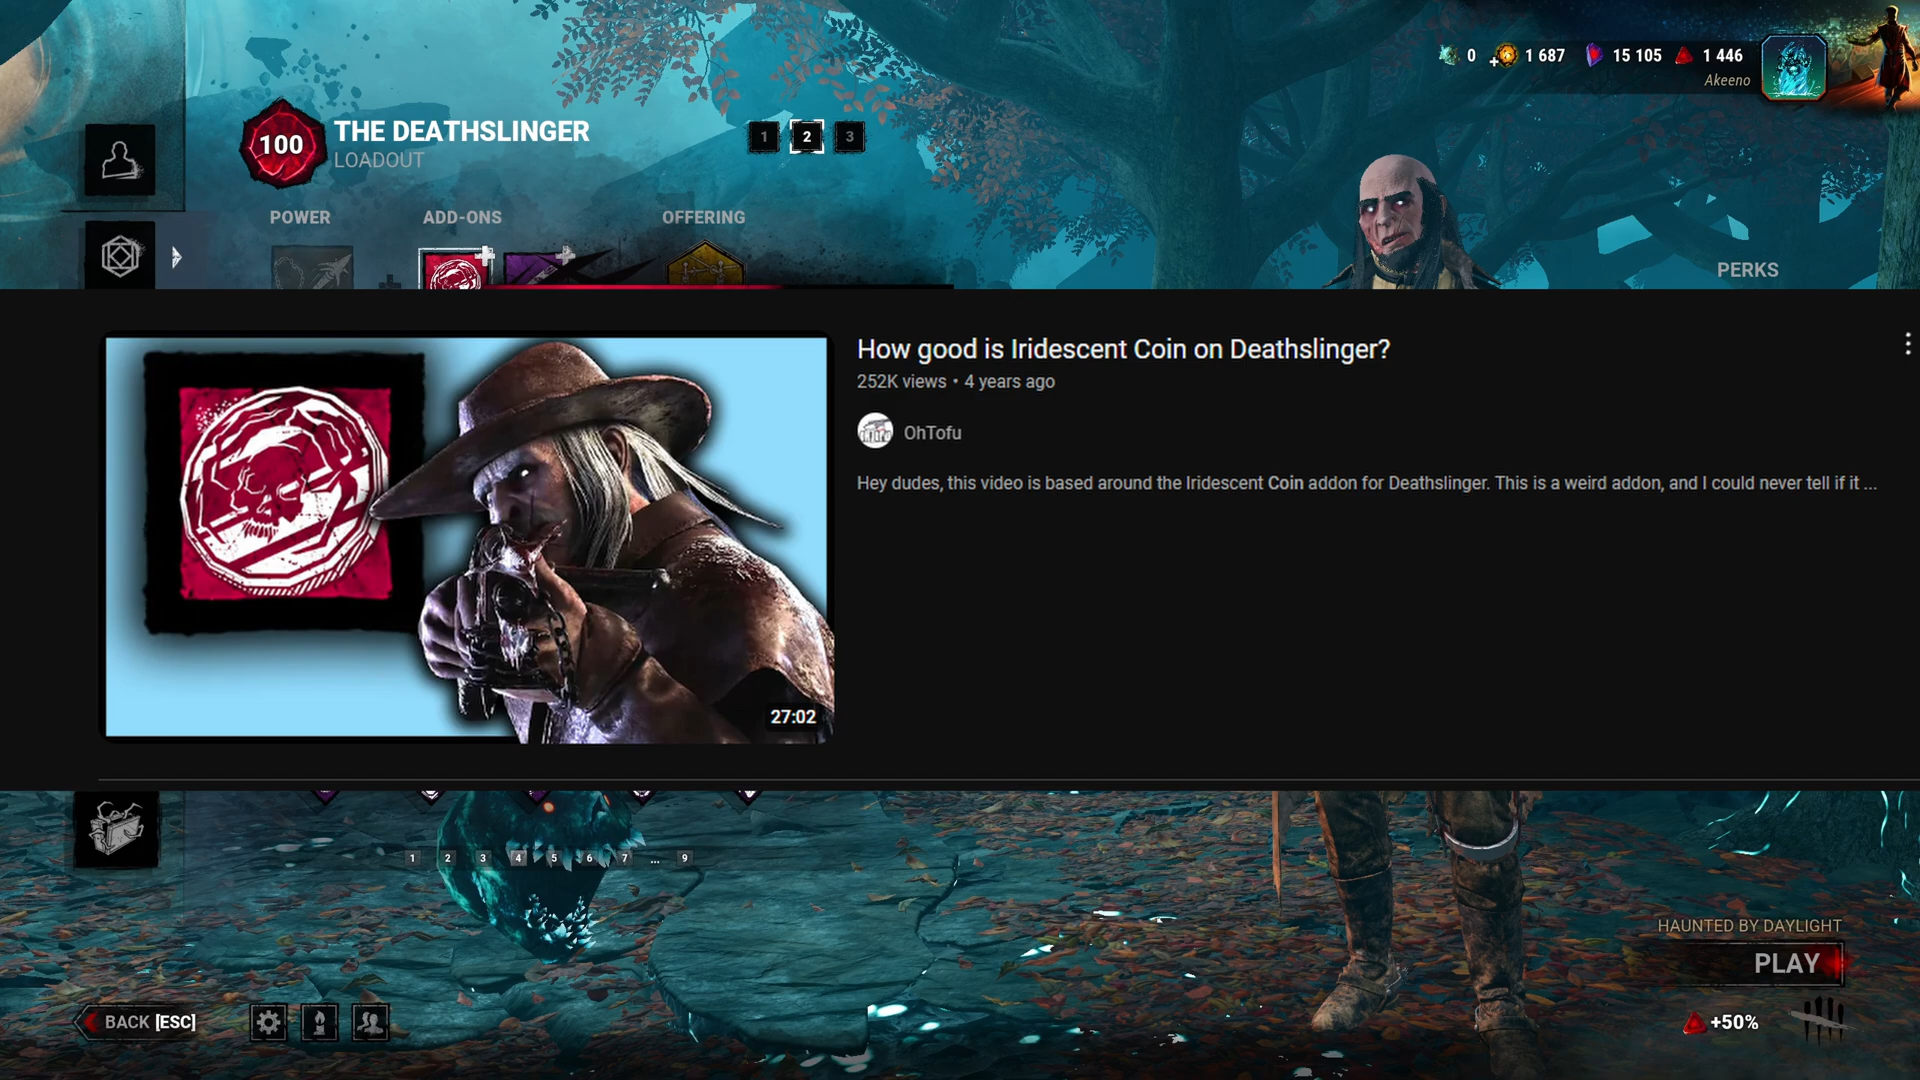 0 1 687 15 105 1 446
Akeeno
100 THE DEATHSLINGER
LOADOUT
1 2 3
POWER ADD-ONS OFFERING
PERKS
How good is Iridescent Coin on Deathslinger?
252K views • 4 years ago
OhTofu
Hey dudes, this video is based around the Iridescent Coin addon for Deathslinger. This is a weird addon, and I could never tell if it ...
27:02
1 2 3 4 5 6 7 ... 9
HAUNTED BY DAYLIGHT
PLAY
BACK [ESC]
+50%